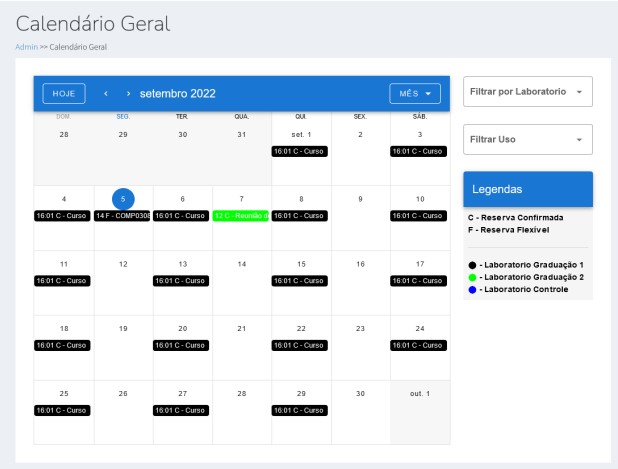 Calendário Geral
Admin >> Calendário Geral
HOJE ‹ › setembro 2022 MÊS
Filtrar por Laboratorio
DOM. SEG. TER. QUA. QUI. SEX. SÁB.
28 29 30 31 set. 1 2 3
16:01 C - Curso 16:01 C - Curso
Filtrar Uso
4 5 6 7 8 9 10
16:01 C - Curso 14 F - COMP0308 16:01 C - Curso 12 C - Reunião d 16:01 C - Curso 16:01 C - Curso
11 12 13 14 15 16 17
16:01 C - Curso 16:01 C - Curso 16:01 C - Curso 16:01 C - Curso
18 19 20 21 22 23 24
16:01 C - Curso 16:01 C - Curso 16:01 C - Curso 16:01 C - Curso
25 26 27 28 29 30 out. 1
16:01 C - Curso 16:01 C - Curso 16:01 C - Curso
Legendas
C - Reserva Confirmada
F - Reserva Flexivel
- Laboratorio Graduação 1
- Laboratorio Graduação 2
- Laboratorio Controle